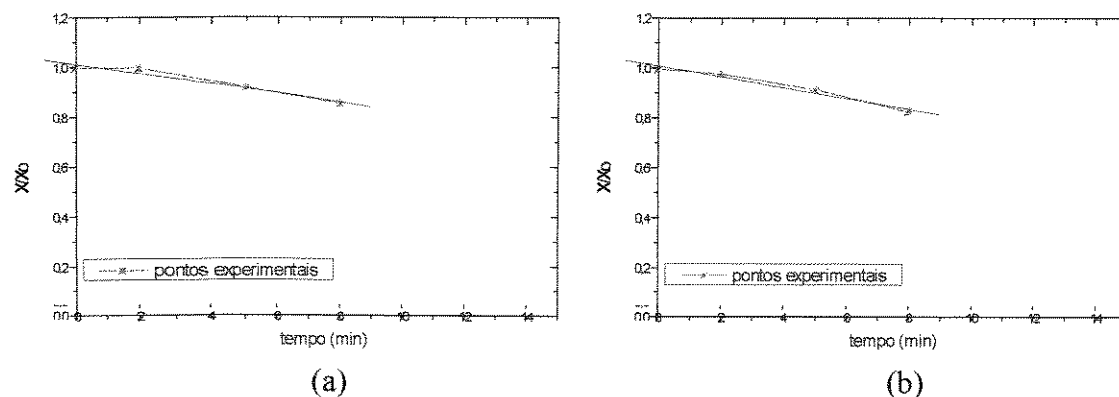 1,2
1,0
0,8
0,6
0,4
0,2
0,0
X/Xo
pontos experimentais
0 2 4 6 8 10 12 14
tempo (min)
(a)
1,2
1,0
0,8
0,6
0,4
0,2
0,0
X/Xo
pontos experimentais
0 2 4 6 8 10 12 14
tempo (min)
(b)